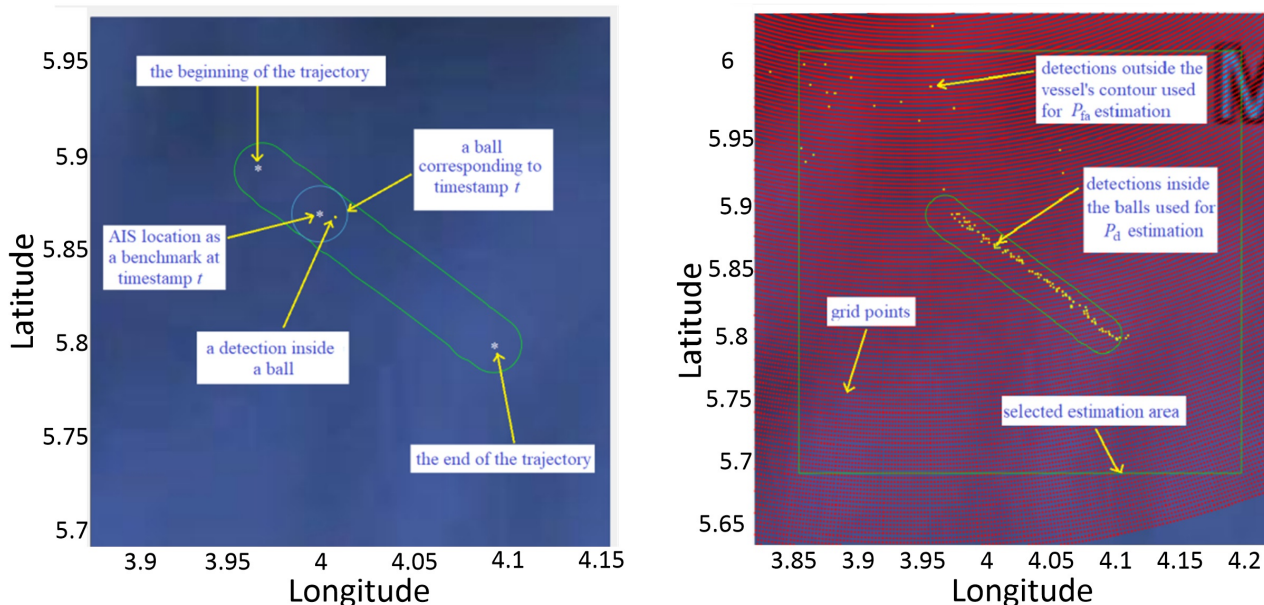 5.95
5.9
5.85
5.8
5.75
5.7
Latitude
the beginning of the trajectory
a ball
corresponding to
timestamp t
AIS location as
a benchmark at
timestamp t
a detection inside
a ball
the end of the trajectory
3.9
3.95
4
4.05
4.1
4.15
Longitude
6
5.95
5.9
5.85
5.8
5.75
5.7
5.65
Latitude
detections outside the
vessel's contour used
for Pfa estimation
M
detections inside
the balls used for
Pd estimation
grid points
selected estimation area
3.85
3.9
3.95
4
4.05
4.1
4.15
4.2
Longitude